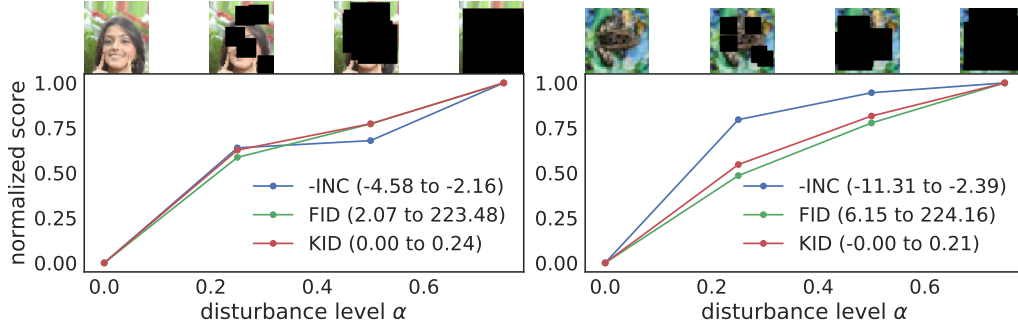 normalized score
1.00
0.75
0.50
0.25
0.00
-INC (-4.58 to -2.16)
FID (2.07 to 223.48)
KID (0.00 to 0.24)
0.0 0.2 0.4 0.6
disturbance level α
1.00
0.75
0.50
0.25
0.00
-INC (-11.31 to -2.39)
FID (6.15 to 224.16)
KID (-0.00 to 0.21)
0.0 0.2 0.4 0.6
disturbance level α